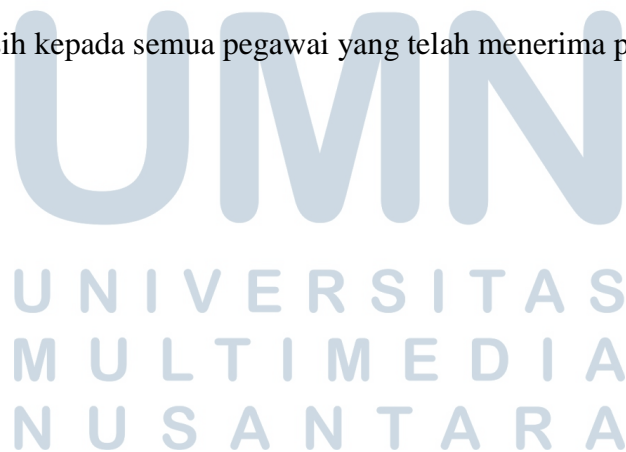 ih kepada semua pegawai yang telah menerima p
UMN
UNIVERSITAS
MULTIMEDIA
NUSANTARA